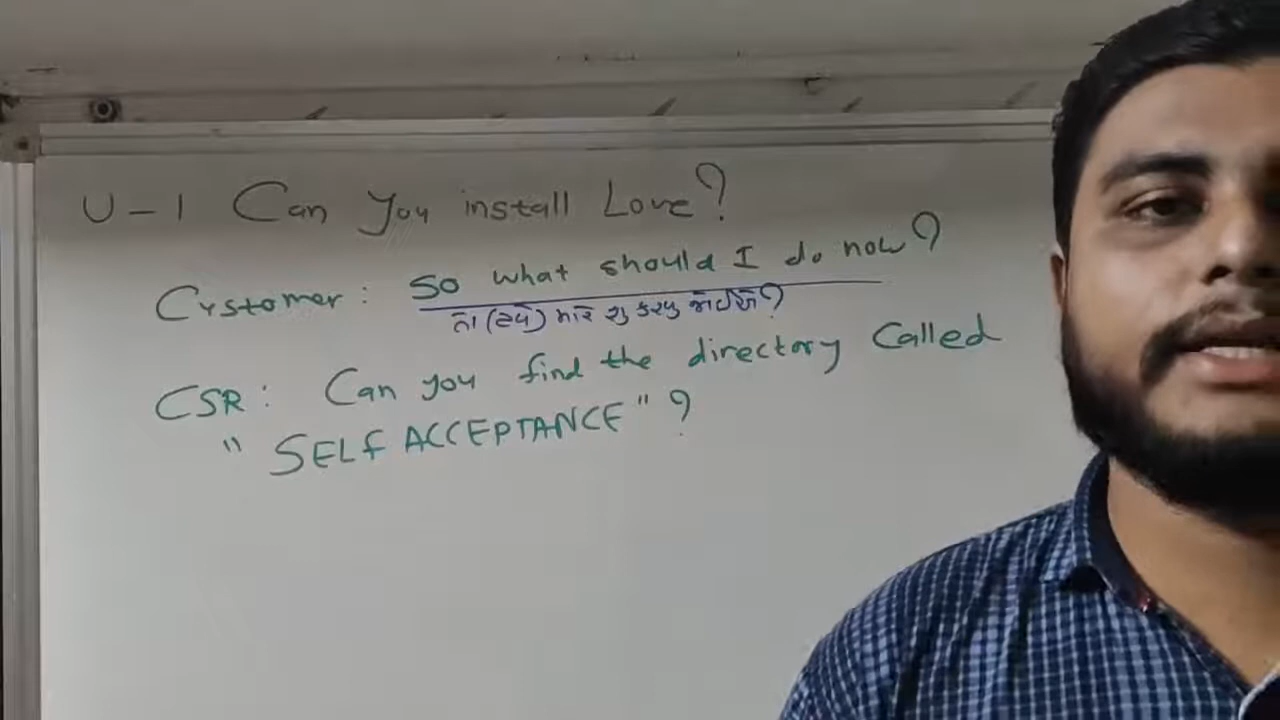 U-1 Can You install Love?
Customer: So what should I do now?
તો (હવે) મારે શુ કરવુ જોઈએ?
CSR: Can you find the directory Called
" SELF ACCEPTANCE" ?